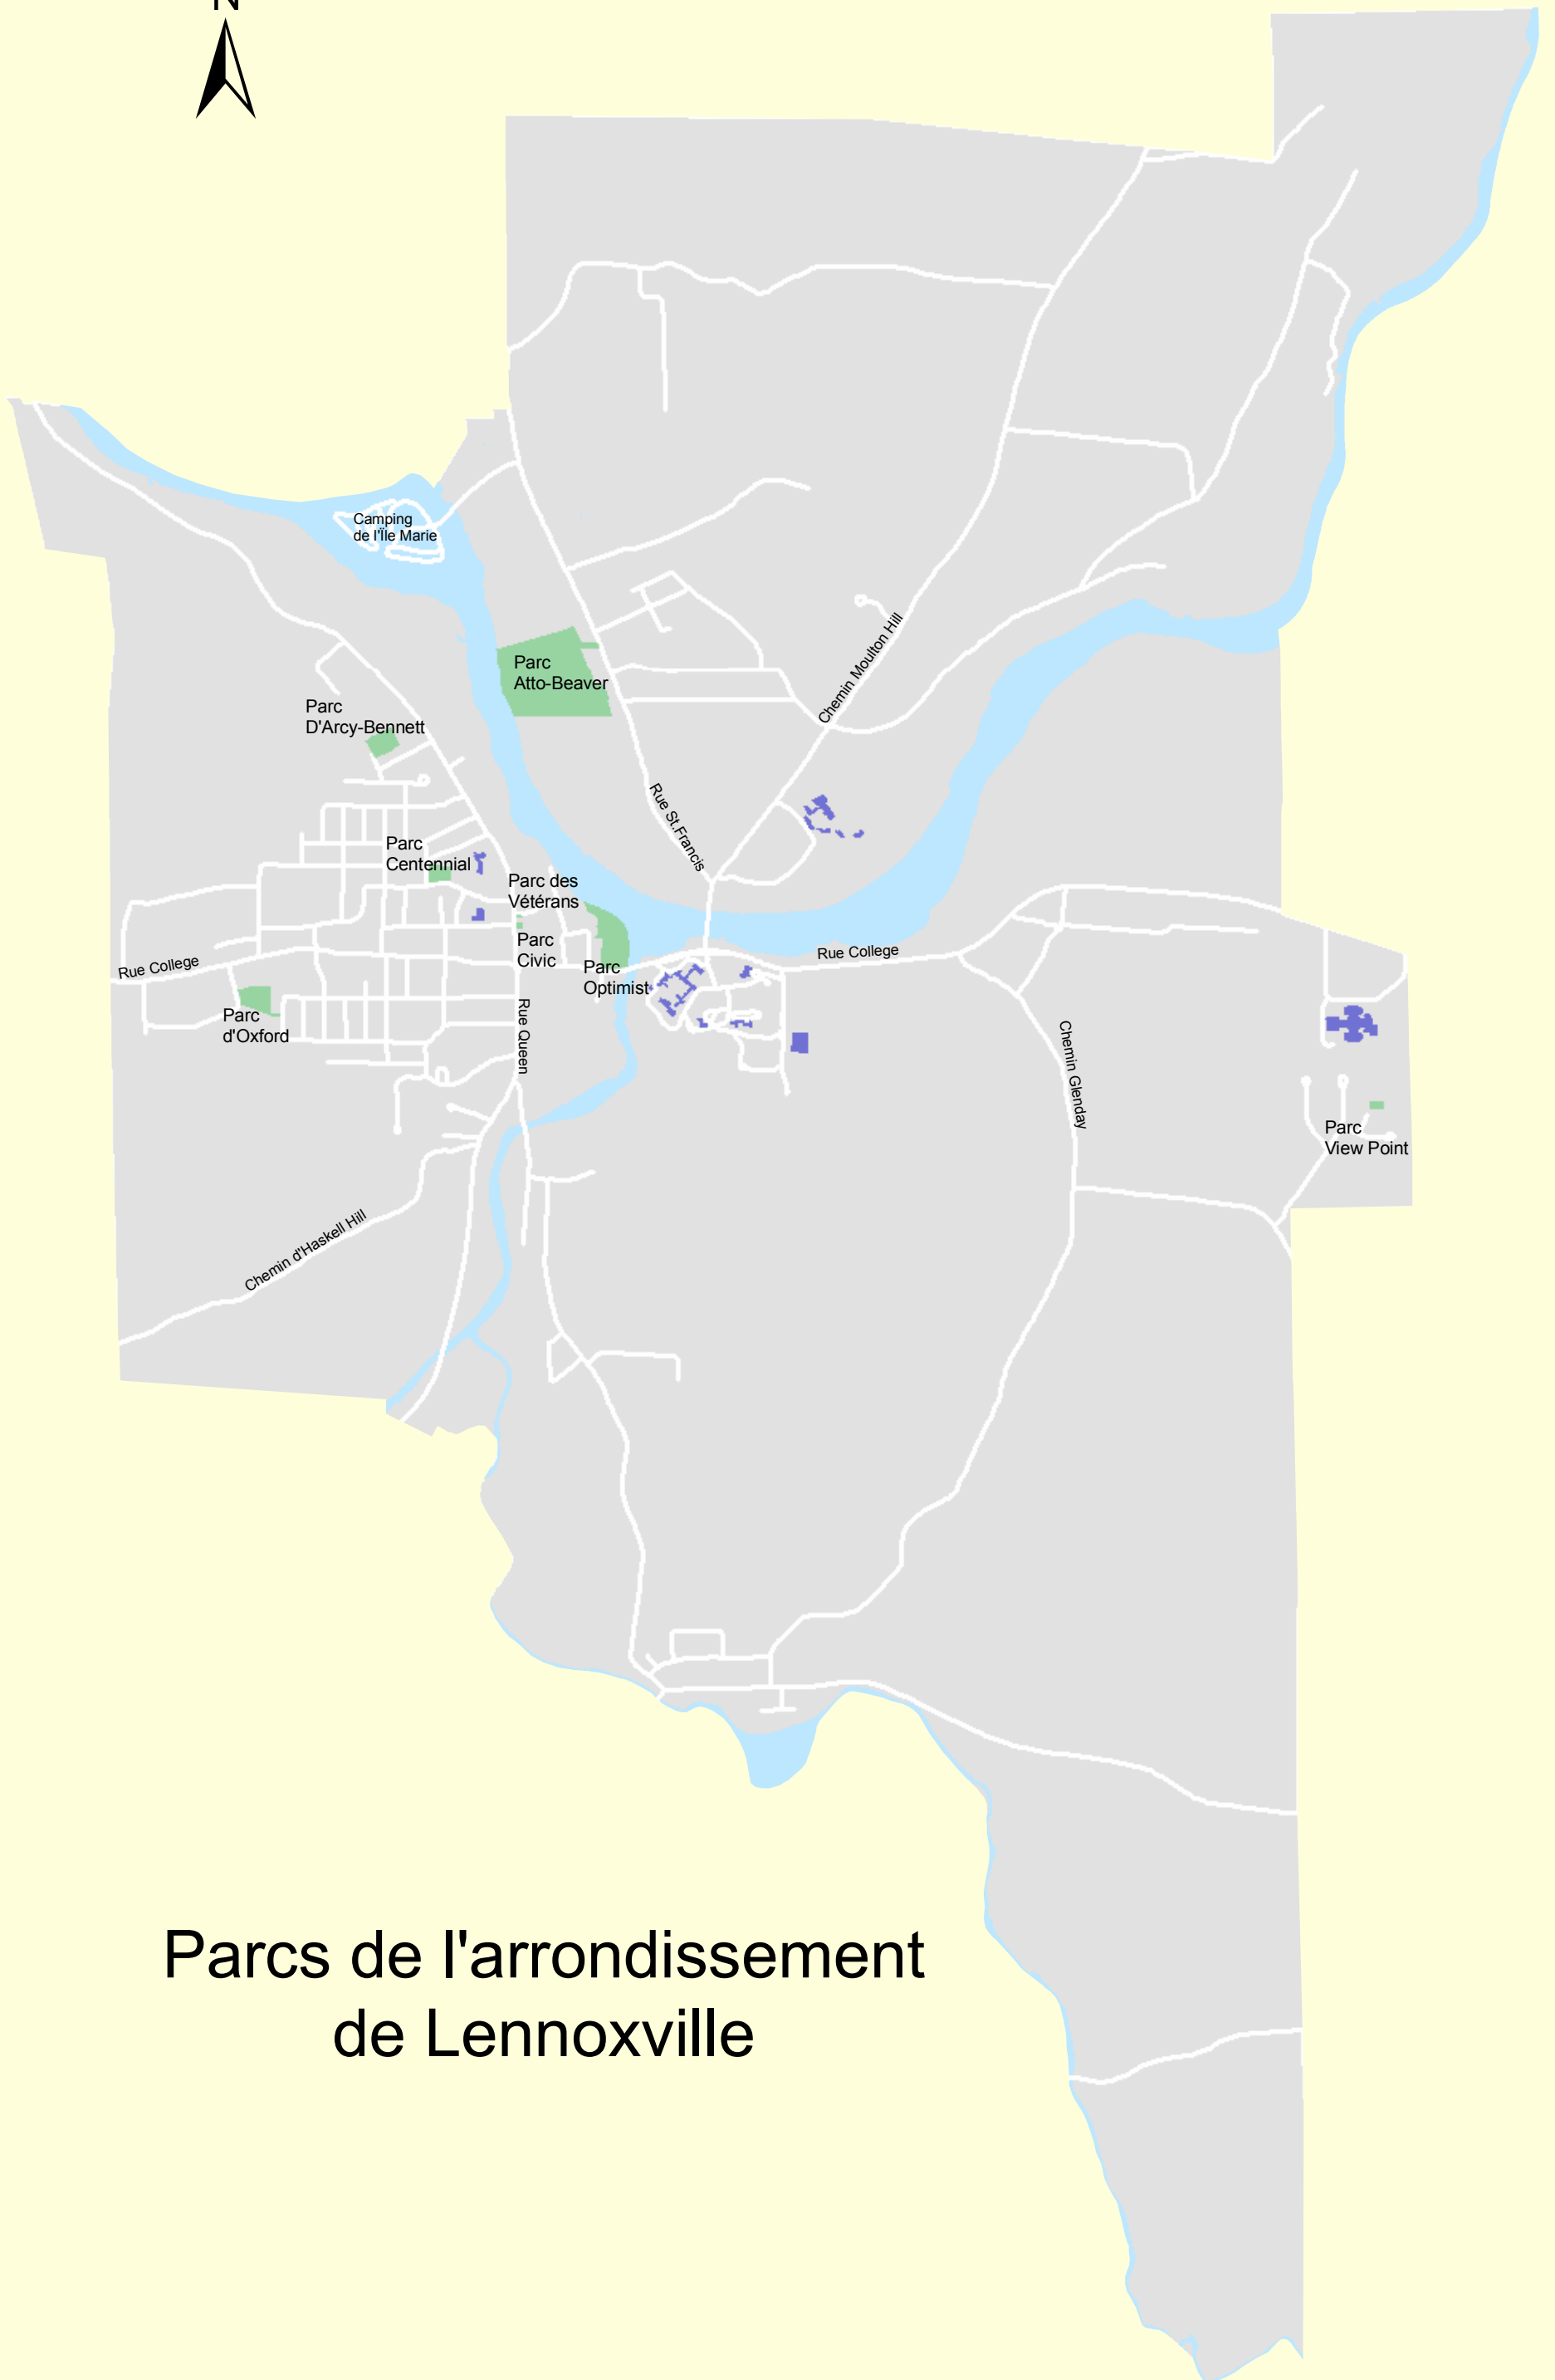 N
Camping
de l'Île Marie
Parc
Atto-Beaver
Chemin Moulton Hill
Parc
D'Arcy-Bennett
Rue St.Francis
Parc
Centennial
Parc des
Vétérans
Parc
Civic
Rue College
Rue College
Parc
Optimist
Parc
d'Oxford
Rue Queen
Chemin Glenday
Parc
View Point
Chemin d'Haskell Hill
Parcs de l'arrondissement
de Lennoxville